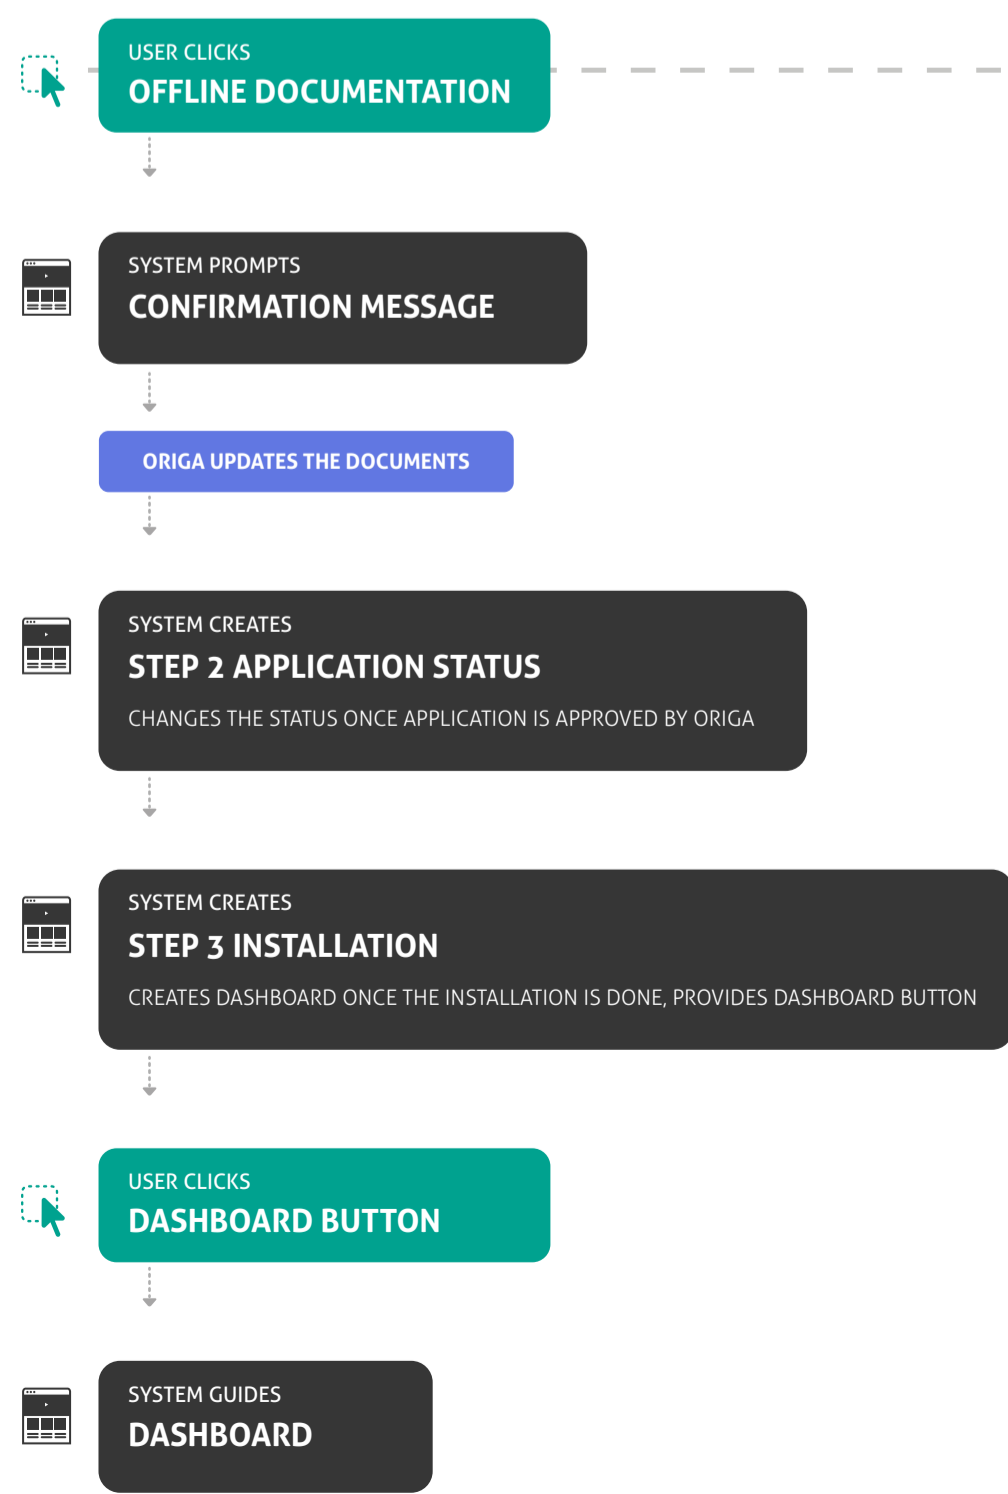 USER CLICKS
OFFLINE DOCUMENTATION
SYSTEM PROMPTS
CONFIRMATION MESSAGE
ORIGA UPDATES THE DOCUMENTS
SYSTEM CREATES
STEP 2 APPLICATION STATUS
CHANGES THE STATUS ONCE APPLICATION IS APPROVED BY ORIGA
SYSTEM CREATES
STEP 3 INSTALLATION
CREATES DASHBOARD ONCE THE INSTALLATION IS DONE, PROVIDES DASHBOARD BUTTON
USER CLICKS
DASHBOARD BUTTON
SYSTEM GUIDES
DASHBOARD